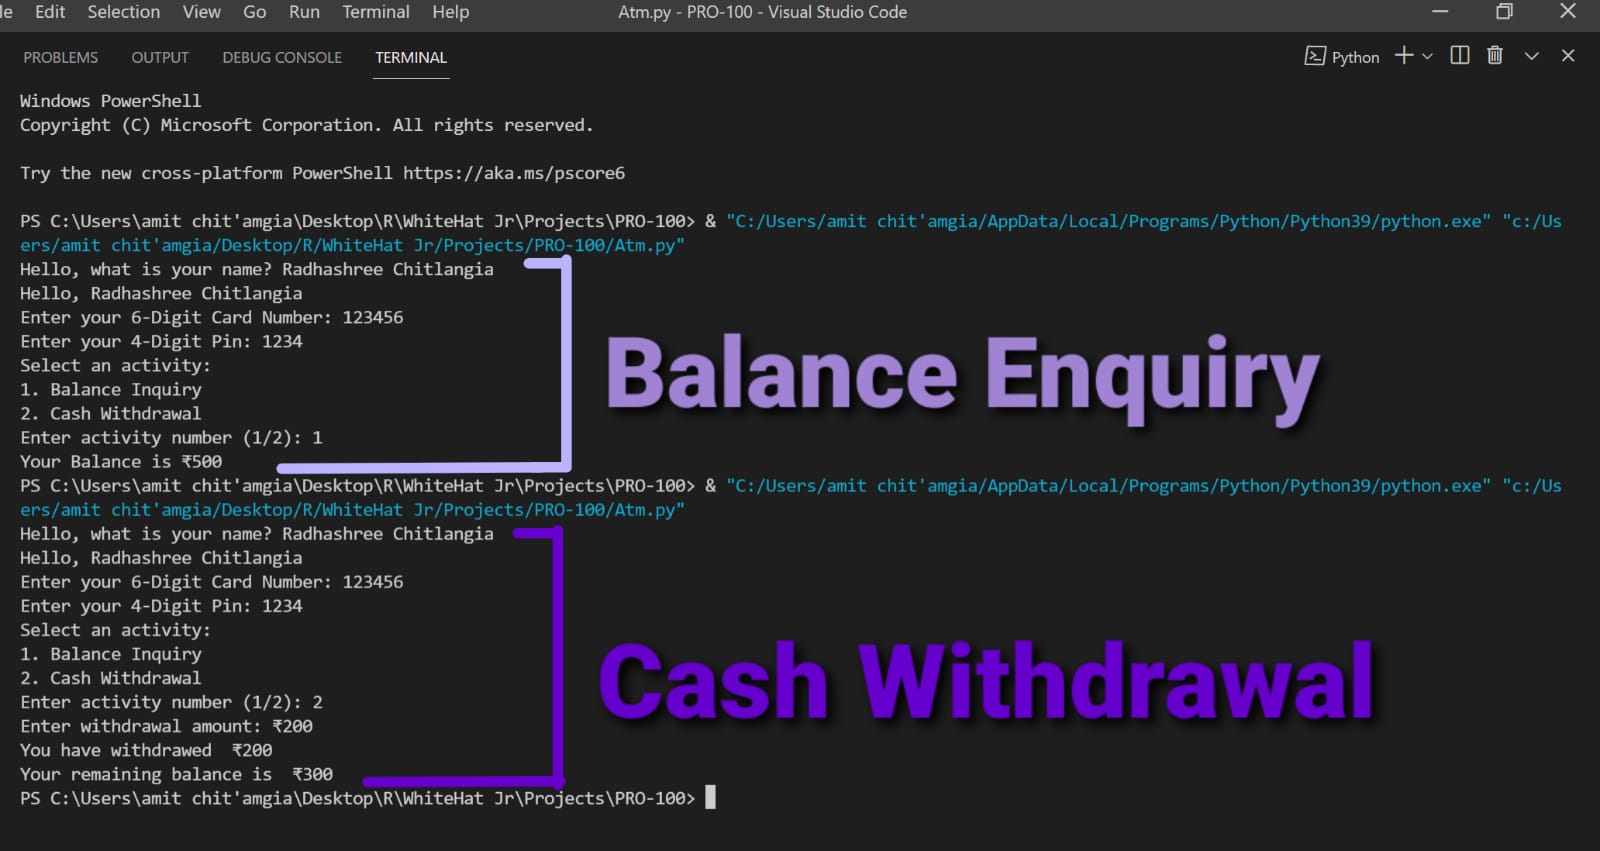 le Edit Selection View Go Run Terminal Help Atm.py - PRO-100 - Visual Studio Code
PROBLEMS OUTPUT DEBUG CONSOLE TERMINAL Python
Windows PowerShell
Copyright (C) Microsoft Corporation. All rights reserved.
Try the new cross-platform PowerShell https://aka.ms/pscore6
PS C:\Users\amit chit'amgia\Desktop\R\WhiteHat Jr\Projects\PRO-100> & "C:/Users/amit chit'amgia/AppData/Local/Programs/Python/Python39/python.exe" "c:/Us
ers/amit chit'amgia/Desktop/R/WhiteHat Jr/Projects/PRO-100/Atm.py"
Hello, what is your name? Radhashree Chitlangia
Hello, Radhashree Chitlangia
Enter your 6-Digit Card Number: 123456
Enter your 4-Digit Pin: 1234
Select an activity:
1. Balance Inquiry
2. Cash Withdrawal
Enter activity number (1/2): 1
Your Balance is ₹500
Balance Enquiry
PS C:\Users\amit chit'amgia\Desktop\R\WhiteHat Jr\Projects\PRO-100> & "C:/Users/amit chit'amgia/AppData/Local/Programs/Python/Python39/python.exe" "c:/Us
ers/amit chit'amgia/Desktop/R/WhiteHat Jr/Projects/PRO-100/Atm.py"
Hello, what is your name? Radhashree Chitlangia
Hello, Radhashree Chitlangia
Enter your 6-Digit Card Number: 123456
Enter your 4-Digit Pin: 1234
Select an activity:
1. Balance Inquiry
2. Cash Withdrawal
Enter activity number (1/2): 2
Enter withdrawal amount: ₹200
You have withdrawed  ₹200
Your remaining balance is  ₹300
Cash Withdrawal
PS C:\Users\amit chit'amgia\Desktop\R\WhiteHat Jr\Projects\PRO-100>